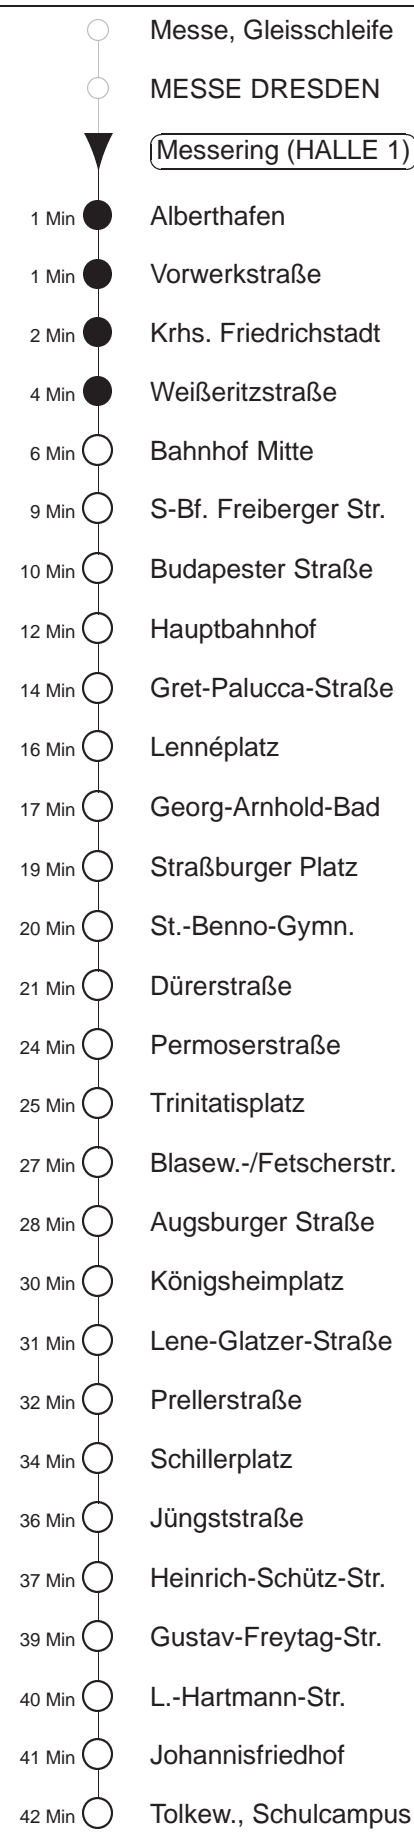 Messe, Gleisschleife
MESSE DRESDEN
Messering (HALLE 1)
1 Min Alberthafen
1 Min Vorwerkstraße
2 Min Krhs. Friedrichstadt
4 Min Weißeritzstraße
6 Min Bahnhof Mitte
9 Min S-Bf. Freiberger Str.
10 Min Budapester Straße
12 Min Hauptbahnhof
14 Min Gret-Palucca-Straße
16 Min Lennéplatz
17 Min Georg-Arnhold-Bad
19 Min Straßburger Platz
20 Min St.-Benno-Gymn.
21 Min Dürerstraße
24 Min Permoserstraße
25 Min Trinitatisplatz
27 Min Blasew.-/Fetscherstr.
28 Min Augsburger Straße
30 Min Königsheimplatz
31 Min Lene-Glatzer-Straße
32 Min Prellerstraße
34 Min Schillerplatz
36 Min Jüngststraße
37 Min Heinrich-Schütz-Str.
39 Min Gustav-Freytag-Str.
40 Min L.-Hartmann-Str.
41 Min Johannisfriedhof
42 Min Tolkew., Schulcampus